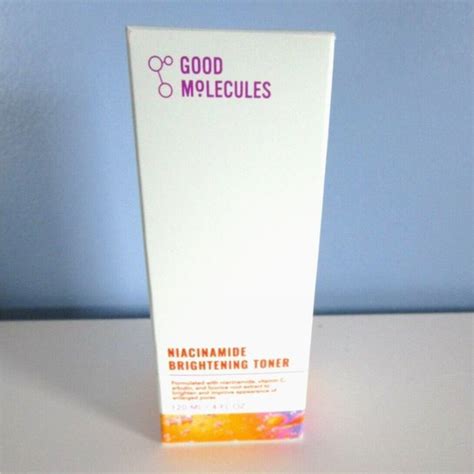 GOOD
MOLECULES
NIACINAMIDE
BRIGHTENING TONER
Formulated with niacinamide, vitamin C,
arbutin, and licorice root extract to
brighten and improve appearance of
enlarged pores.
120 ML / 4 FL OZ